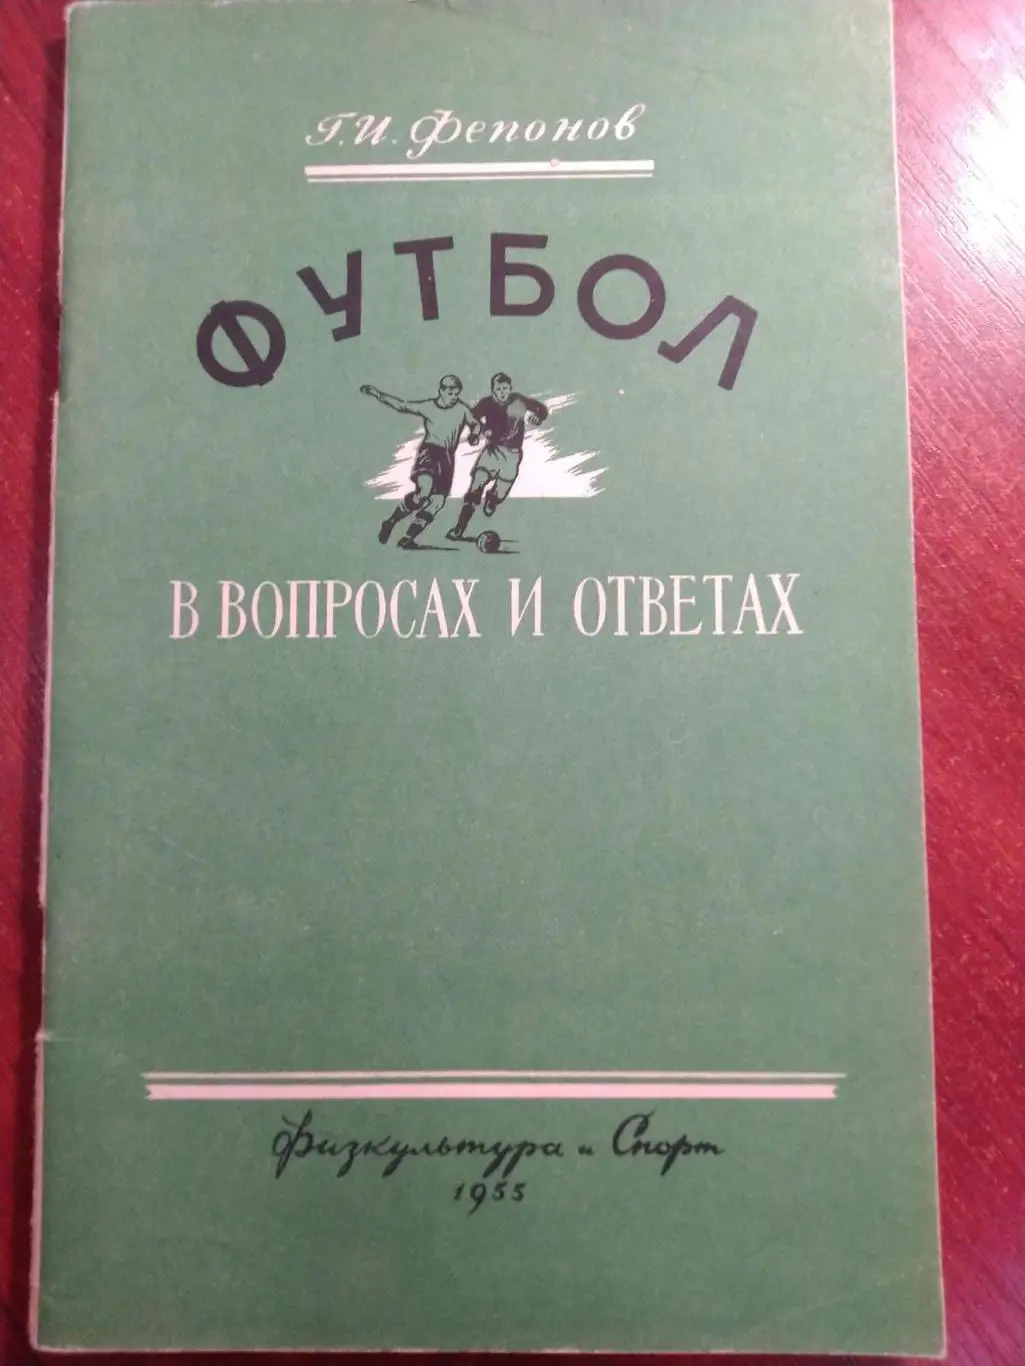 Г.И. Фепонов
ФУТБОЛ
В ВОПРОСАХ И ОТВЕТАХ
Физкультура и Спорт
1955